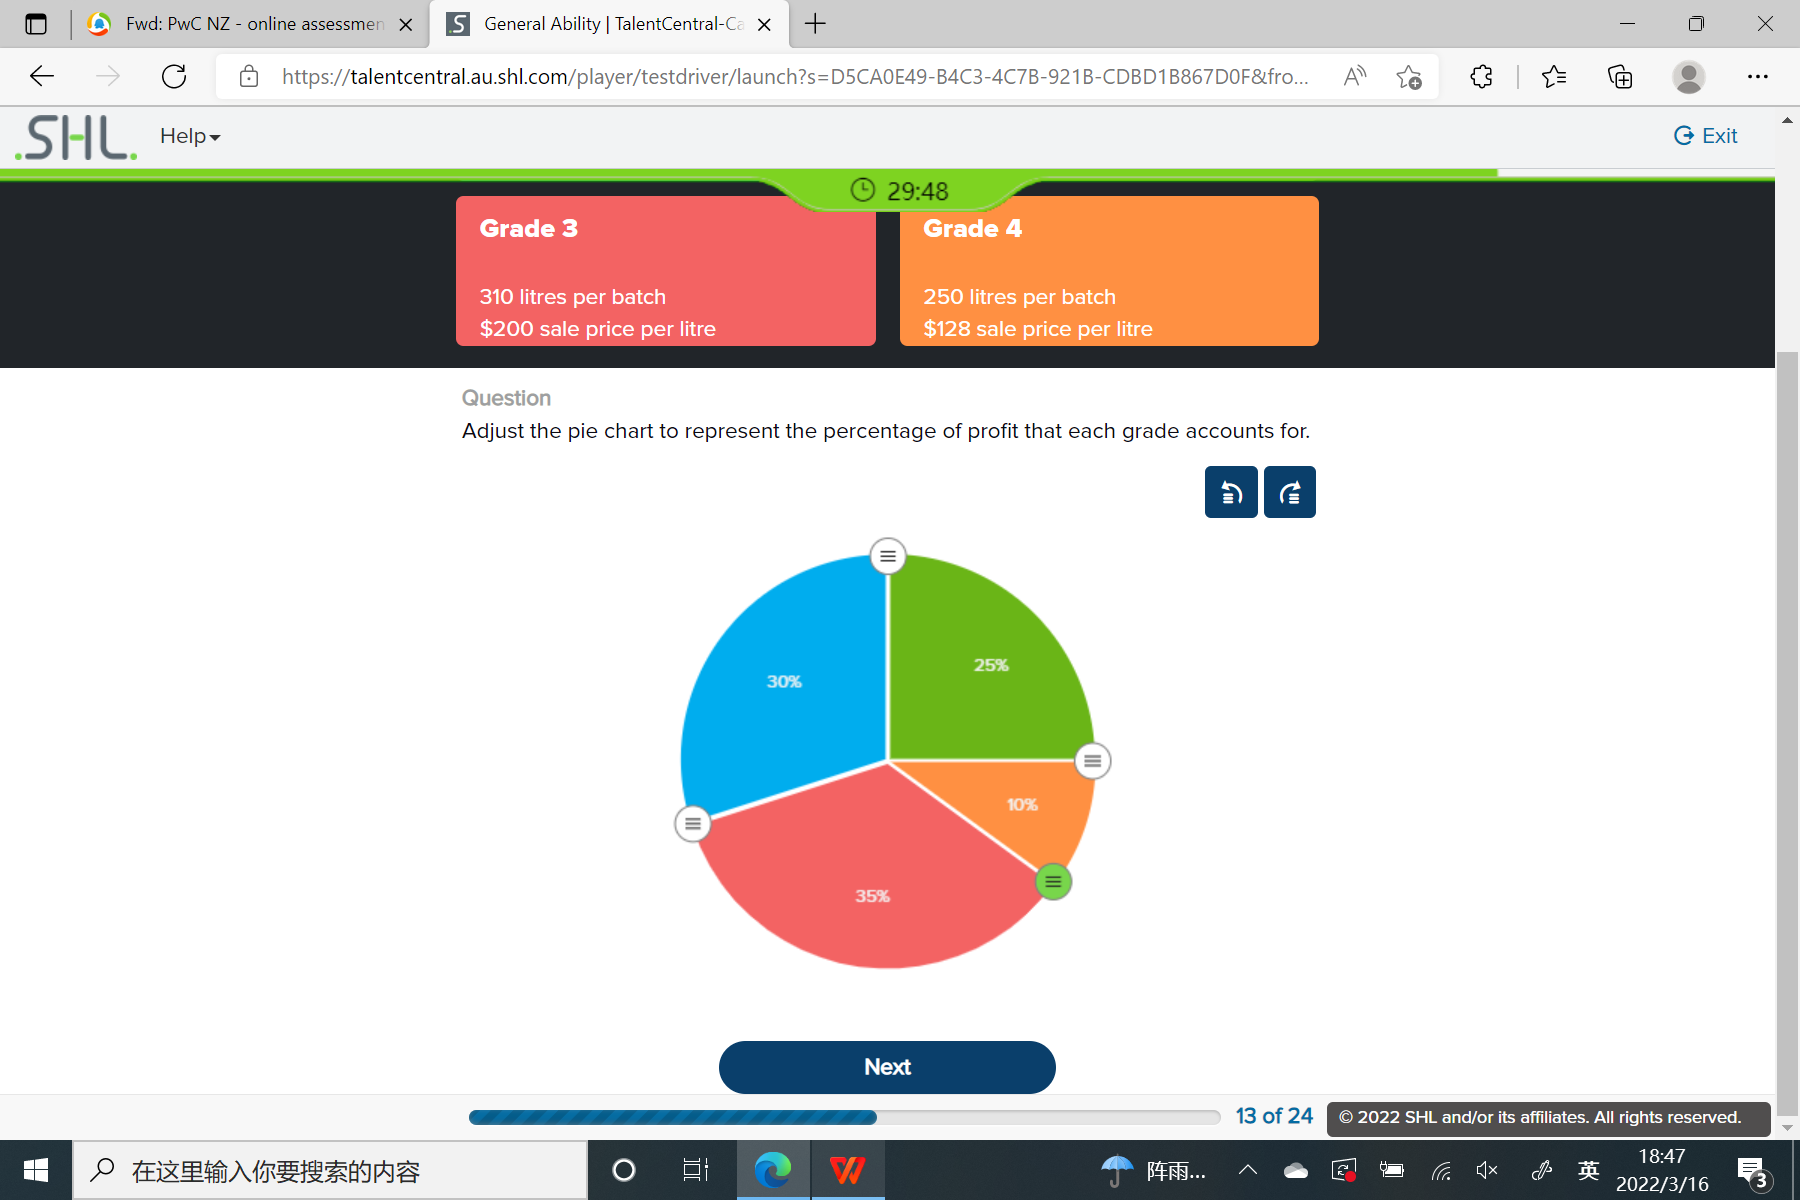 Fwd: PwC NZ - online assessmen
General Ability | TalentCentral-Ca
https://talentcentral.au.shl.com/player/testdriver/launch?s=D5CA0E49-B4C3-4C7B-921B-CDBD1B867D0F&fro...
.SHL.
Help
Exit
29:48
Grade 3
310 litres per batch
$200 sale price per litre
Grade 4
250 litres per batch
$128 sale price per litre
Question
Adjust the pie chart to represent the percentage of profit that each grade accounts for.
25%
30%
10%
35%
Next
13 of 24
© 2022 SHL and/or its affiliates. All rights reserved.
在这里输入你要搜索的内容
阵雨...
英
18:47
2022/3/16
3